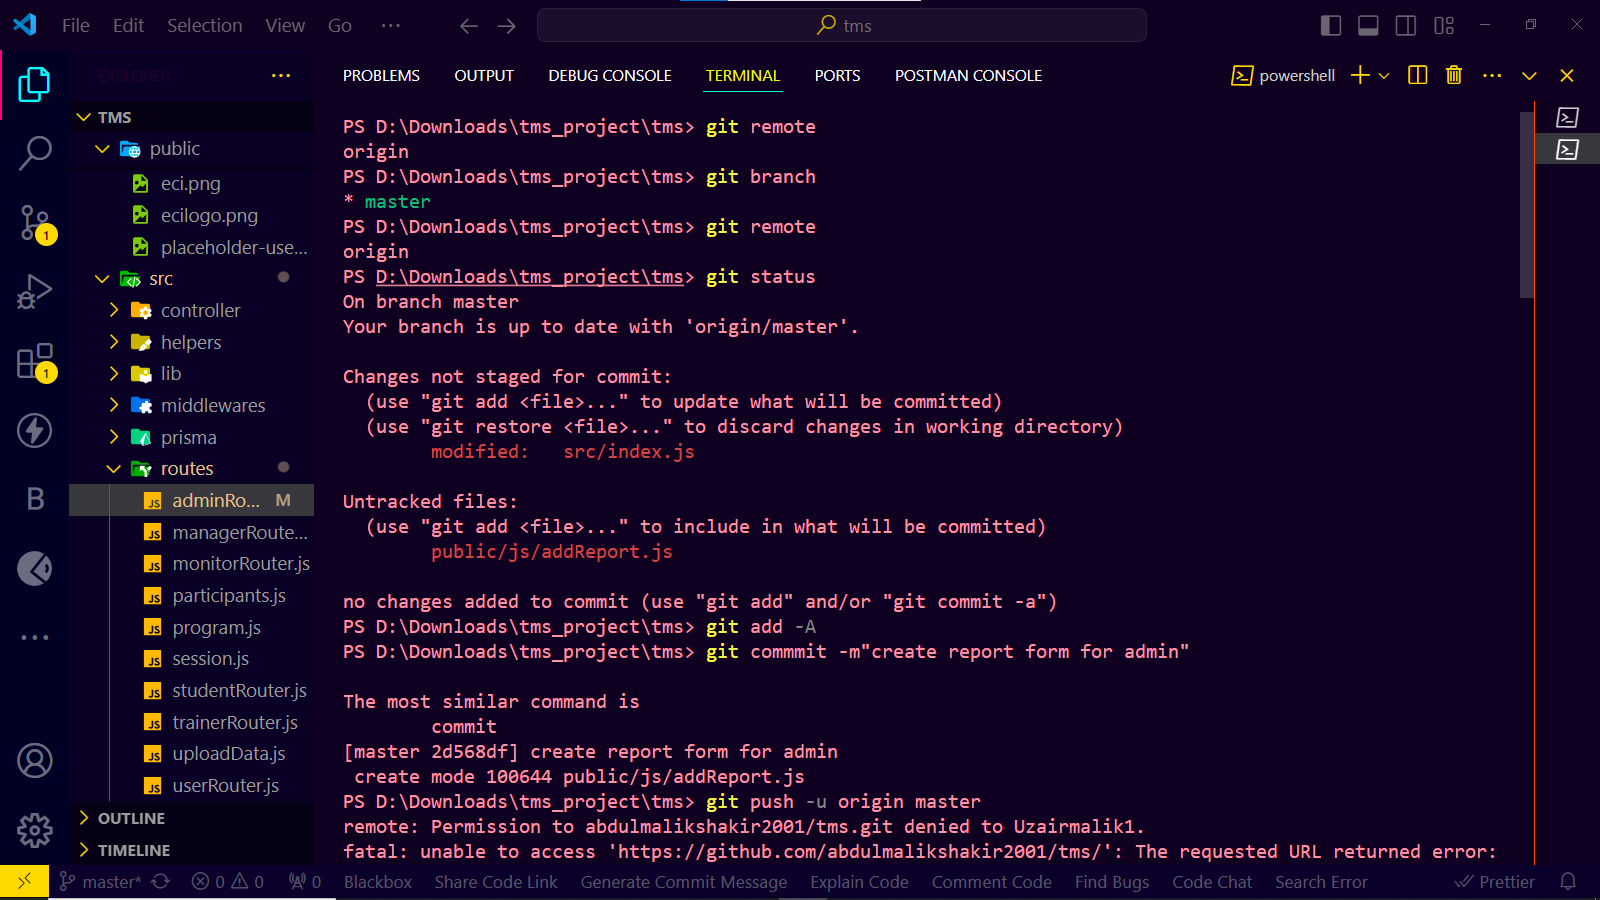 File Edit Selection View Go ···
tms
EXPLORER
···
PROBLEMS OUTPUT DEBUG CONSOLE TERMINAL PORTS POSTMAN CONSOLE
powershell
TMS
public
eci.png
ecilogo.png
placeholder-use...
src
controller
helpers
lib
middlewares
prisma
routes
adminRo... M
managerRoute...
monitorRouter.js
participants.js
program.js
session.js
studentRouter.js
trainerRouter.js
uploadData.js
userRouter.js
OUTLINE
TIMELINE
1
1
B
PS D:\Downloads\tms_project\tms> git remote
origin
PS D:\Downloads\tms_project\tms> git branch
* master
PS D:\Downloads\tms_project\tms> git remote
origin
PS D:\Downloads\tms_project\tms> git status
On branch master
Your branch is up to date with 'origin/master'.
Changes not staged for commit:
(use "git add <file>..." to update what will be committed)
(use "git restore <file>..." to discard changes in working directory)
modified: src/index.js
Untracked files:
(use "git add <file>..." to include in what will be committed)
public/js/addReport.js
no changes added to commit (use "git add" and/or "git commit -a")
PS D:\Downloads\tms_project\tms> git add -A
PS D:\Downloads\tms_project\tms> git commmit -m"create report form for admin"
The most similar command is
commit
[master 2d568df] create report form for admin
create mode 100644 public/js/addReport.js
PS D:\Downloads\tms_project\tms> git push -u origin master
remote: Permission to abdulmalikshakir2001/tms.git denied to Uzairmalik1.
fatal: unable to access 'https://github.com/abdulmalikshakir2001/tms/': The requested URL returned error:
master* 0 0 0 Blackbox Share Code Link Generate Commit Message Explain Code Comment Code Find Bugs Code Chat Search Error Prettier